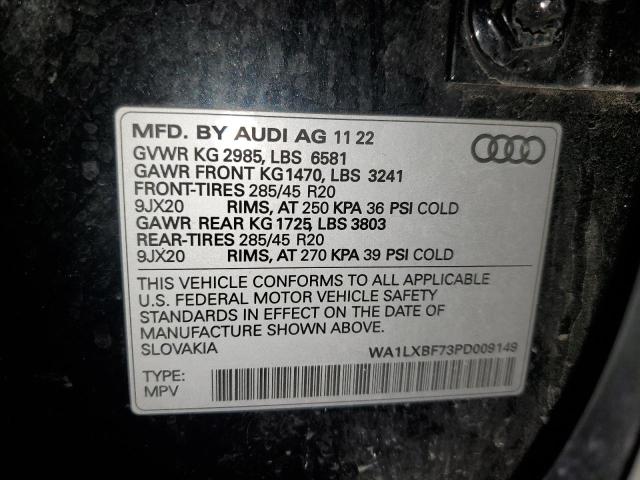 MFD. BY AUDI AG 11 22
GVWR KG 2985, LBS 6581
GAWR FRONT KG1470, LBS 3241
FRONT-TIRES 285/45 R20
9JX20 RIMS, AT 250 KPA 36 PSI COLD
GAWR REAR KG 1725, LBS 3803
REAR-TIRES 285/45 R20
9JX20 RIMS, AT 270 KPA 39 PSI COLD
THIS VEHICLE CONFORMS TO ALL APPLICABLE
U.S. FEDERAL MOTOR VEHICLE SAFETY
STANDARDS IN EFFECT ON THE DATE OF
MANUFACTURE SHOWN ABOVE.
SLOVAKIA WA1LXBF73PD009149
TYPE:
MPV